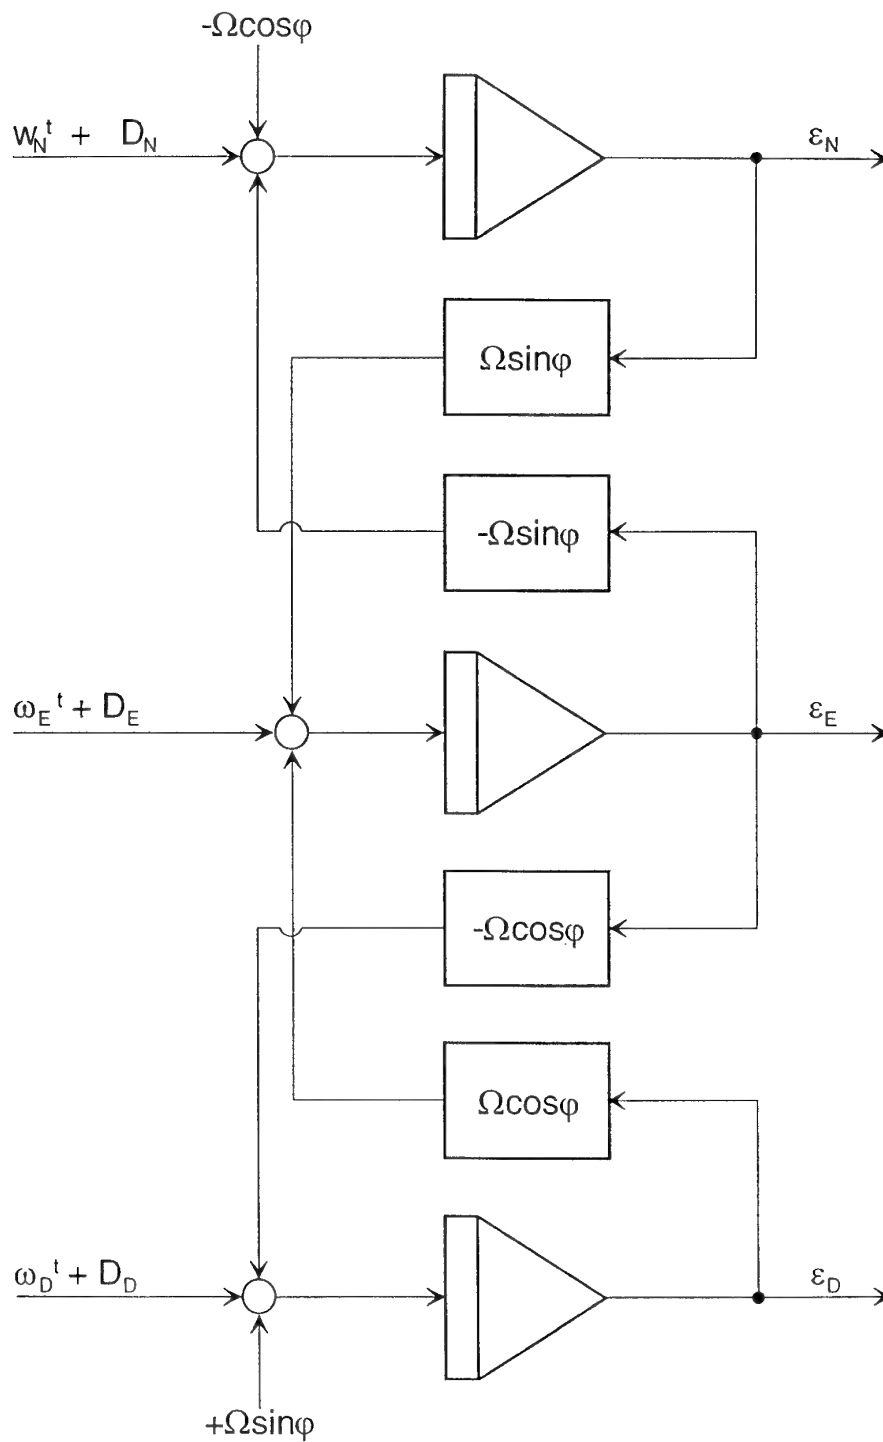 -Ωcosφ
w_N^t + D_N
ε_N
Ωsinφ
-Ωsinφ
ω_E^t + D_E
ε_E
-Ωcosφ
Ωcosφ
ω_D^t + D_D
ε_D
+Ωsinφ